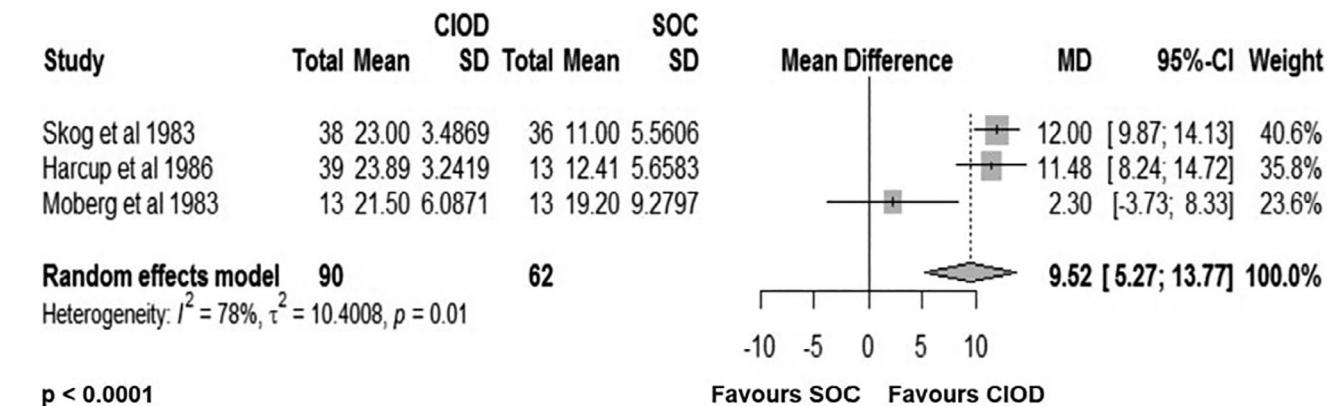 CIOD SOC
Study Total Mean SD Total Mean SD Mean Difference MD 95%-CI Weight
Skog et al 1983 38 23.00 3.4869 36 11.00 5.5606 12.00 [ 9.87; 14.13] 40.6%
Harcup et al 1986 39 23.89 3.2419 13 12.41 5.6583 11.48 [ 8.24; 14.72] 35.8%
Moberg et al 1983 13 21.50 6.0871 13 19.20 9.2797 2.30 [-3.73; 8.33] 23.6%
Random effects model 90 62 9.52 [ 5.27; 13.77] 100.0%
Heterogeneity: I² = 78%, τ² = 10.4008, p = 0.01
-10 -5 0 5 10
p < 0.0001 Favours SOC Favours CIOD